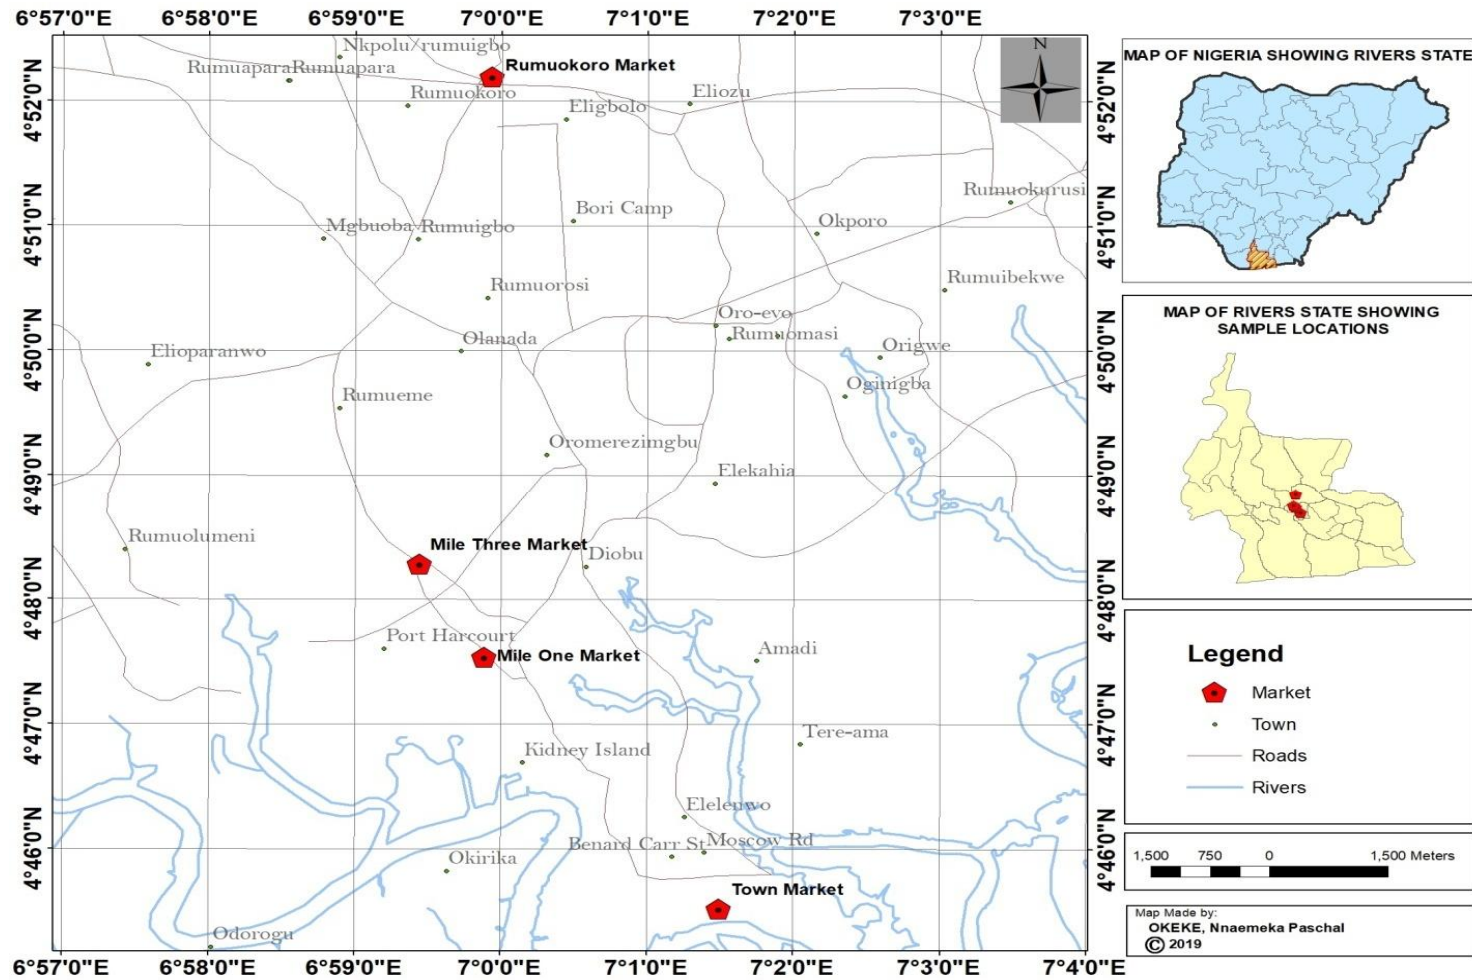 6°57'0"E 6°58'0"E 6°59'0"E 7°0'0"E 7°1'0"E 7°2'0"E 7°3'0"E
4°52'0"N
4°51'0"N
4°50'0"N
4°49'0"N
4°48'0"N
4°47'0"N
4°46'0"N
Nkpolu/rumuigbo
Rumuapara Rumuapara
Rumuokoro Market
Rumuokoro
Eligbolo
Eliozu
N
Rumuokurusi
Mgbuoba
Rumuigbo
Bori Camp
Okporo
Rumuorosi
Rumuibekwe
Oro-evo
Rumuomasi
Olanada
Elioparanwo
Origwe
Oginigba
Rumueme
Oromerezimgbu
Elekahia
Rumuolumeni
Mile Three Market
Diobu
Port Harcourt
Mile One Market
Amadi
Tere-ama
Kidney Island
Elelenwo
Benard Carr St
Moscow Rd
Okirika
Town Market
Odorogu
4°52'0"N
4°51'0"N
4°50'0"N
4°49'0"N
4°48'0"N
4°47'0"N
4°46'0"N
6°57'0"E 6°58'0"E 6°59'0"E 7°0'0"E 7°1'0"E 7°2'0"E 7°3'0"E 7°4'0"E
MAP OF NIGERIA SHOWING RIVERS STATE
MAP OF RIVERS STATE SHOWING
SAMPLE LOCATIONS
Legend
Market
Town
Roads
Rivers
1,500 750 0 1,500 Meters
Map Made by:
OKEKE, Nnaemeka Paschal
© 2019